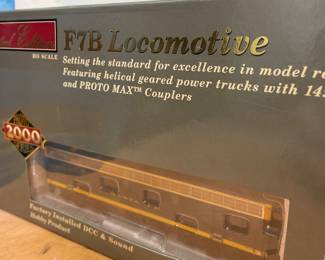 F7B Locomotive
HO SCALE
Setting the standard for excellence in model
Featuring helical geared power trucks with
and PROTO MAX™ Couplers
2000
Factory Installed DCC & Sound
Hobby Product